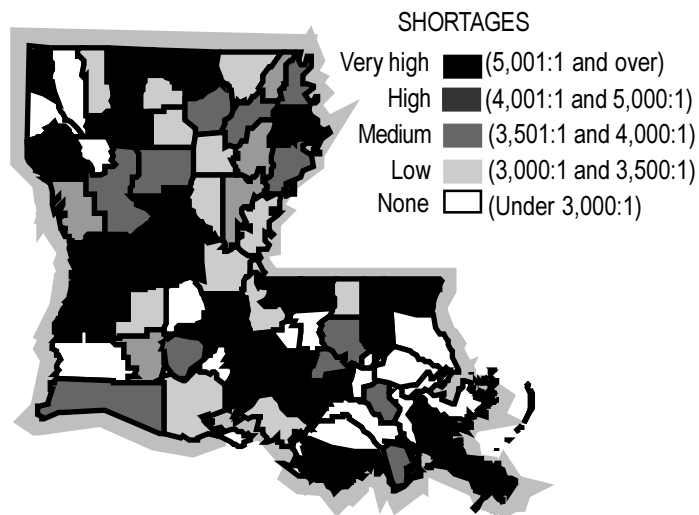 SHORTAGES
Very high (5,001:1 and over)
High (4,001:1 and 5,000:1)
Medium (3,501:1 and 4,000:1)
Low (3,000:1 and 3,500:1)
None (Under 3,000:1)